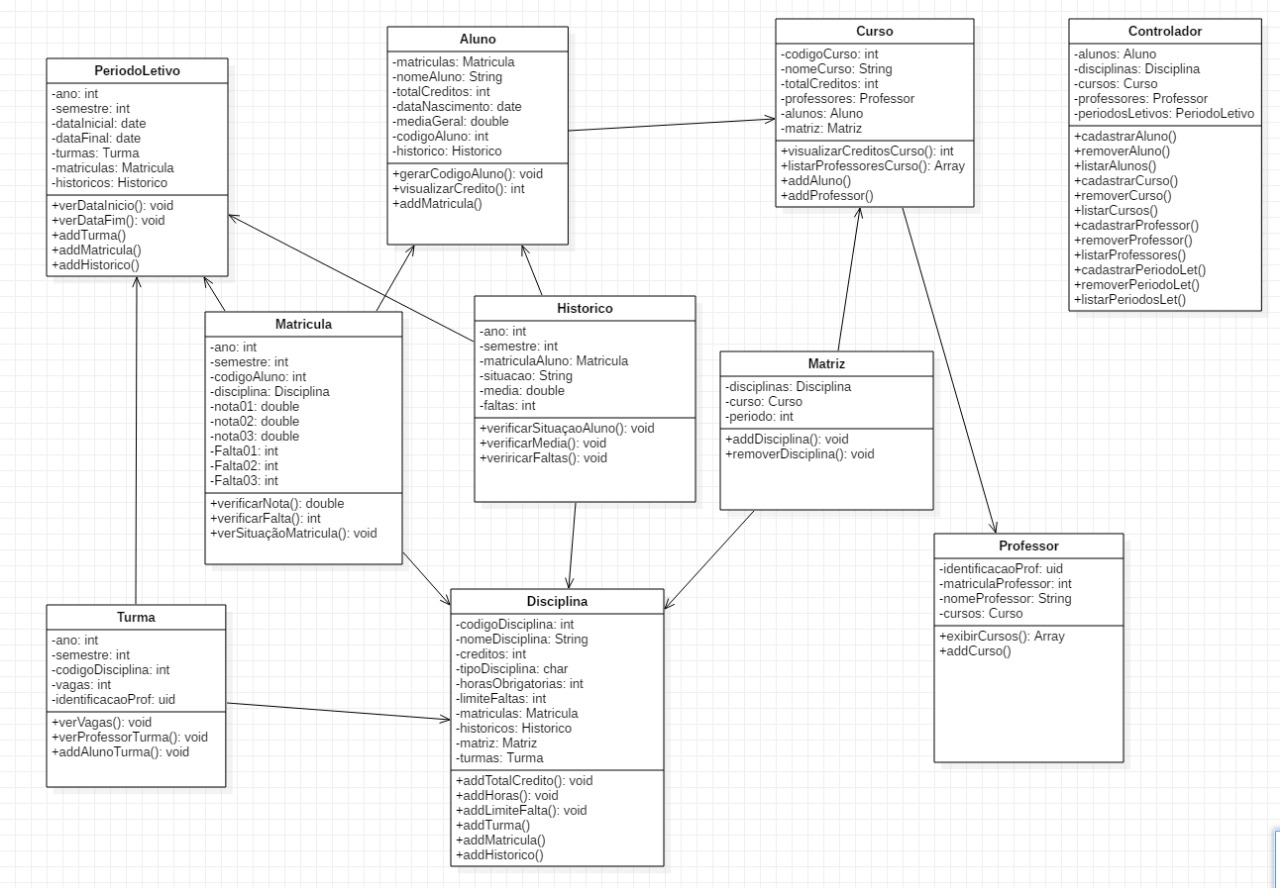 PeriodoLetivo
-ano: int
-semestre: int
-dataInicial: date
-dataFinal: date
-turmas: Turma
-matriculas: Matricula
-historicos: Historico
+verDataInicio(): void
+verDataFim(): void
+addTurma()
+addMatricula()
+addHistorico()
Aluno
-matriculas: Matricula
-nomeAluno: String
-totalCreditos: int
-dataNascimento: date
-mediaGeral: double
-codigoAluno: int
-historico: Historico
+gerarCodigoAluno(): void
+visualizarCredito(): int
+addMatricula()
Curso
-codigoCurso: int
-nomeCurso: String
-totalCreditos: int
-professores: Professor
-alunos: Aluno
-matriz: Matriz
+visualizarCreditosCurso(): int
+listarProfessoresCurso(): Array
+addAluno()
+addProfessor()
Controlador
-alunos: Aluno
-disciplinas: Disciplina
-cursos: Curso
-professores: Professor
-periodosLetivos: PeriodoLetivo
+cadastrarAluno()
+removerAluno()
+listarAlunos()
+cadastrarCurso()
+removerCurso()
+listarCursos()
+cadastrarProfessor()
+removerProfessor()
+listarProfessores()
+cadastrarPeriodoLet()
+removerPeriodoLet()
+listarPeriodosLet()
Matricula
-ano: int
-semestre: int
-codigoAluno: int
-disciplina: Disciplina
-nota01: double
-nota02: double
-nota03: double
-Falta01: int
-Falta02: int
-Falta03: int
+verificarNota(): double
+verificarFalta(): int
+verSituaçãoMatricula(): void
Historico
-ano: int
-semestre: int
-matriculaAluno: Matricula
-situacao: String
-media: double
-faltas: int
+verificarSituaçaoAluno(): void
+verificarMedia(): void
+veriricarFaltas(): void
Matriz
-disciplinas: Disciplina
-curso: Curso
-periodo: int
+addDisciplina(): void
+removerDisciplina(): void
Professor
-identificacaoProf: uid
-matriculaProfessor: int
-nomeProfessor: String
-cursos: Curso
+exibirCursos(): Array
+addCurso()
Turma
-ano: int
-semestre: int
-codigoDisciplina: int
-vagas: int
-identificacaoProf: uid
+verVagas(): void
+verProfessorTurma(): void
+addAlunoTurma(): void
Disciplina
-codigoDisciplina: int
-nomeDisciplina: String
-creditos: int
-tipoDisciplina: char
-horasObrigatorias: int
-limiteFaltas: int
-matriculas: Matricula
-historicos: Historico
-matriz: Matriz
-turmas: Turma
+addTotalCredito(): void
+addHoras(): void
+addLimiteFalta(): void
+addTurma()
+addMatricula()
+addHistorico()